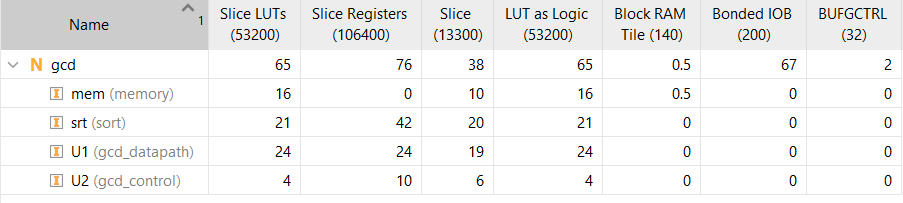 Name 1 Slice LUTs (53200) Slice Registers (106400) Slice (13300) LUT as Logic (53200) Block RAM Tile (140) Bonded IOB (200) BUFGCTRL (32)
N gcd 65 76 38 65 0.5 67 2
I mem (memory) 16 0 10 16 0.5 0 0
I srt (sort) 21 42 20 21 0 0 0
I U1 (gcd_datapath) 24 24 19 24 0 0 0
I U2 (gcd_control) 4 10 6 4 0 0 0